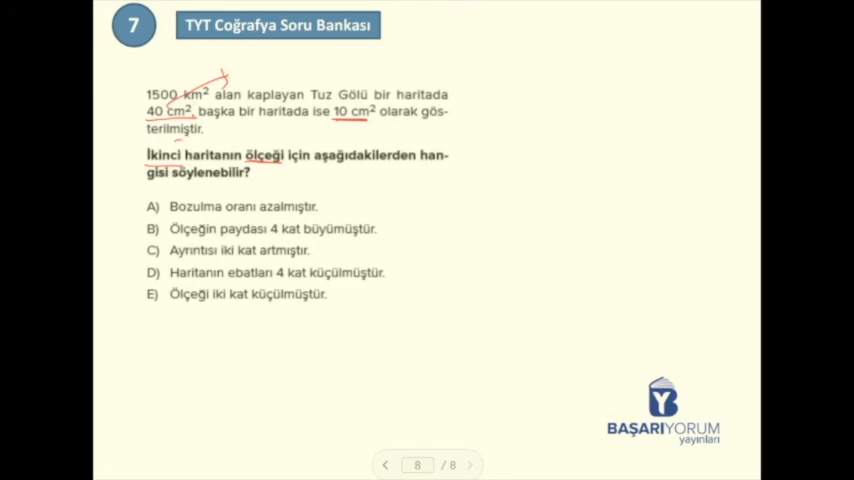 7
TYT Coğrafya Soru Bankası
1500 km² alan kaplayan Tuz Gölü bir haritada
40 cm², başka bir haritada ise 10 cm² olarak gös-
terilmiştir.
İkinci haritanın ölçeği için aşağıdakilerden han-
gisi söylenebilir?
A) Bozulma oranı azalmıştır.
B) Ölçeğin paydası 4 kat büyümüştür.
C) Ayrıntısı iki kat artmıştır.
D) Haritanın ebatları 4 kat küçülmüştür.
E) Ölçeği iki kat küçülmüştür.
BAŞARIYORUM
yayınları
8 / 8